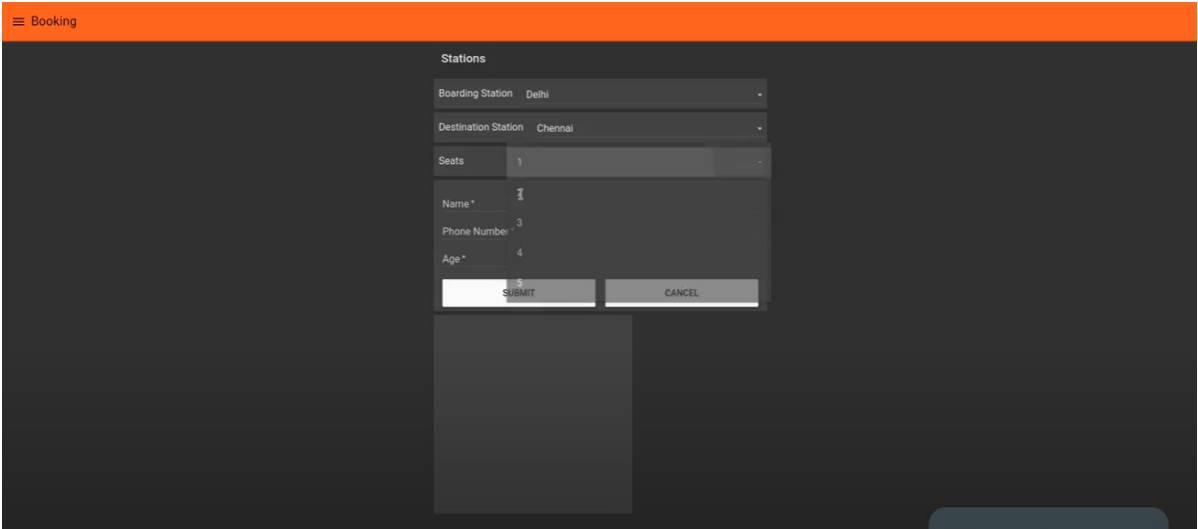 Booking
Stations
Boarding Station Delhi
Destination Station Chennai
Seats 1
Name *
3
Phone Number
4
Age *
5
SUBMIT CANCEL